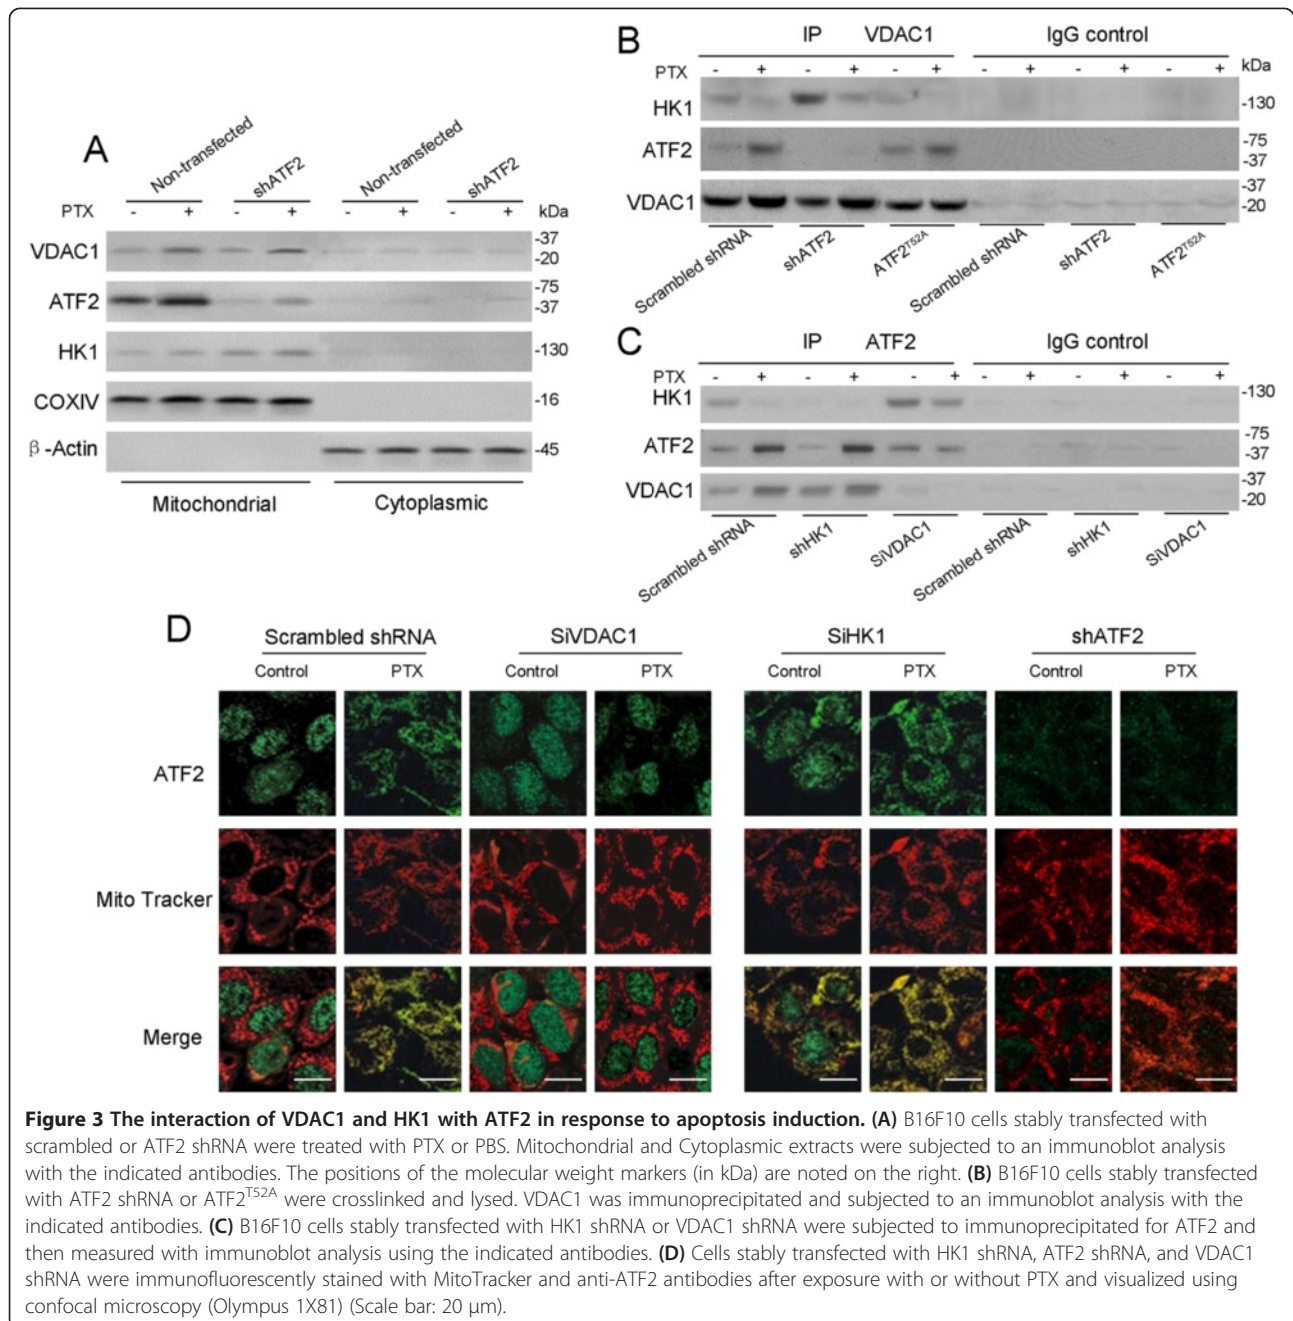 A
Non-transfected
shATF2
Non-transfected
shATF2
PTX - + - + - + - + kDa
VDAC1 -37
-20
ATF2 -75
-37
HK1 -130
COXIV -16
β-Actin -45
Mitochondrial Cytoplasmic
B
IP VDAC1 IgG control
PTX - + - + - + - + - + - + kDa
HK1 -130
ATF2 -75
-37
VDAC1 -37
-20
Scrambled shRNA
shATF2
ATF2T52A
Scrambled shRNA
shATF2
ATF2T52A
C
IP ATF2 IgG control
PTX - + - + - + - + - + - +
HK1 -130
ATF2 -75
-37
VDAC1 -37
-20
Scrambled shRNA
shHK1
SiVDAC1
Scrambled shRNA
shHK1
SiVDAC1
D
Scrambled shRNA SiVDAC1 SiHK1 shATF2
Control PTX Control PTX Control PTX Control PTX
ATF2
Mito Tracker
Merge
Figure 3 The interaction of VDAC1 and HK1 with ATF2 in response to apoptosis induction. (A) B16F10 cells stably transfected with
scrambled or ATF2 shRNA were treated with PTX or PBS. Mitochondrial and Cytoplasmic extracts were subjected to an immunoblot analysis
with the indicated antibodies. The positions of the molecular weight markers (in kDa) are noted on the right. (B) B16F10 cells stably transfected
with ATF2 shRNA or ATF2T52A were crosslinked and lysed. VDAC1 was immunoprecipitated and subjected to an immunoblot analysis with the
indicated antibodies. (C) B16F10 cells stably transfected with HK1 shRNA or VDAC1 shRNA were subjected to immunoprecipitated for ATF2 and
then measured with immunoblot analysis using the indicated antibodies. (D) Cells stably transfected with HK1 shRNA, ATF2 shRNA, and VDAC1
shRNA were immunofluorescently stained with MitoTracker and anti-ATF2 antibodies after exposure with or without PTX and visualized using
confocal microscopy (Olympus 1X81) (Scale bar: 20 μm).